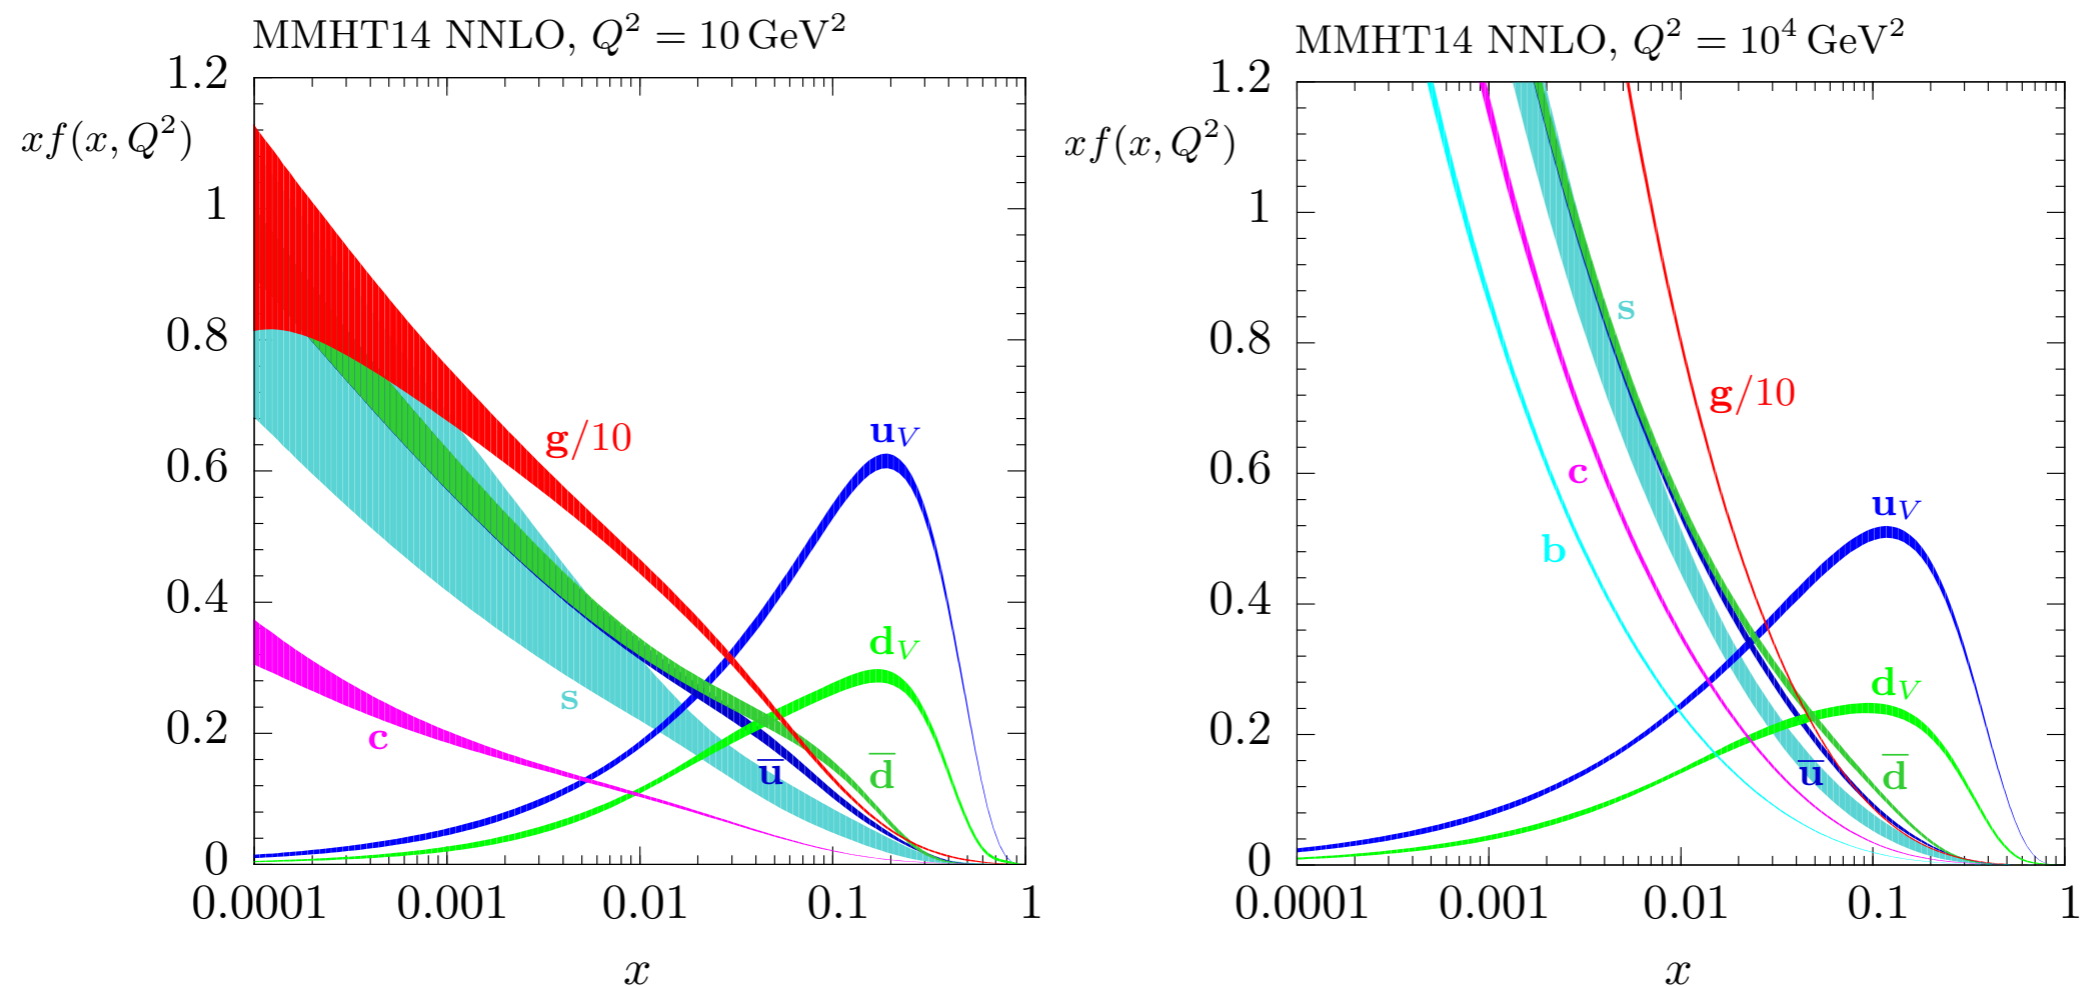 MMHT14 NNLO, Q² = 10 GeV²
xf(x, Q²)
1.2
1
0.8
0.6
0.4
0.2
0
g/10
u_V
d_V
s
c
ū
d̄
0.0001 0.001 0.01 0.1 1
x
MMHT14 NNLO, Q² = 10⁴ GeV²
xf(x, Q²)
1.2
1
0.8
0.6
0.4
0.2
0
s
g/10
c
b
u_V
d_V
ū
d̄
0.0001 0.001 0.01 0.1 1
x